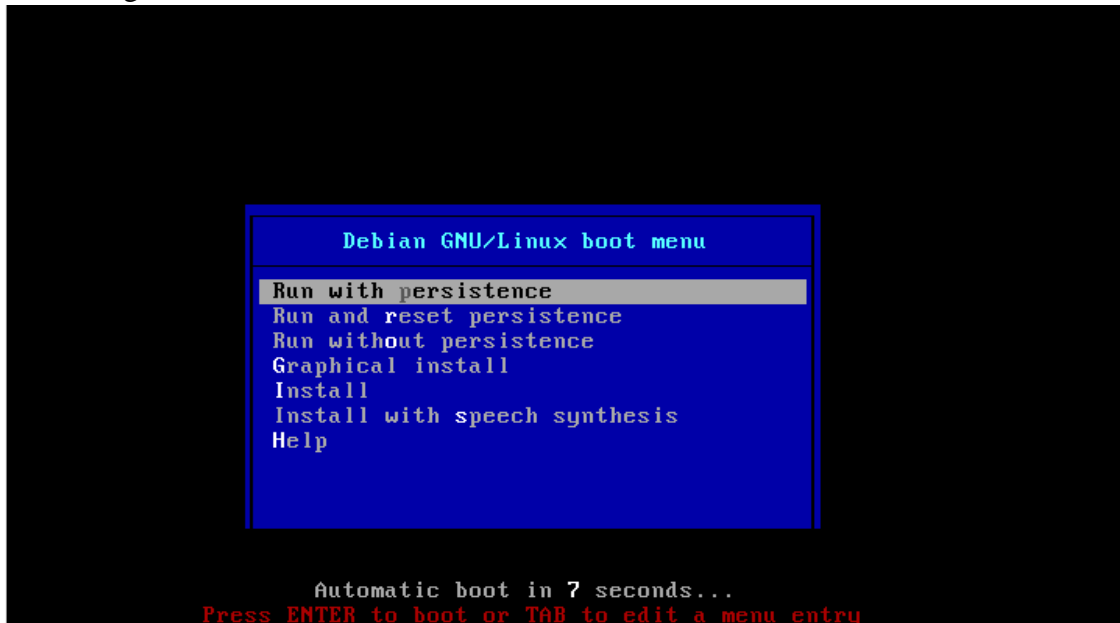 Debian GNU/Linux boot menu
Run with persistence
Run and reset persistence
Run without persistence
Graphical install
Install
Install with speech synthesis
Help
Automatic boot in 7 seconds...
Press ENTER to boot or TAB to edit a menu entry